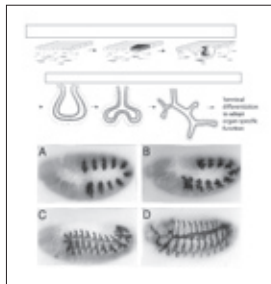 Terminal
differentiation
to adopt
organ-specific
function
A
B
C
D